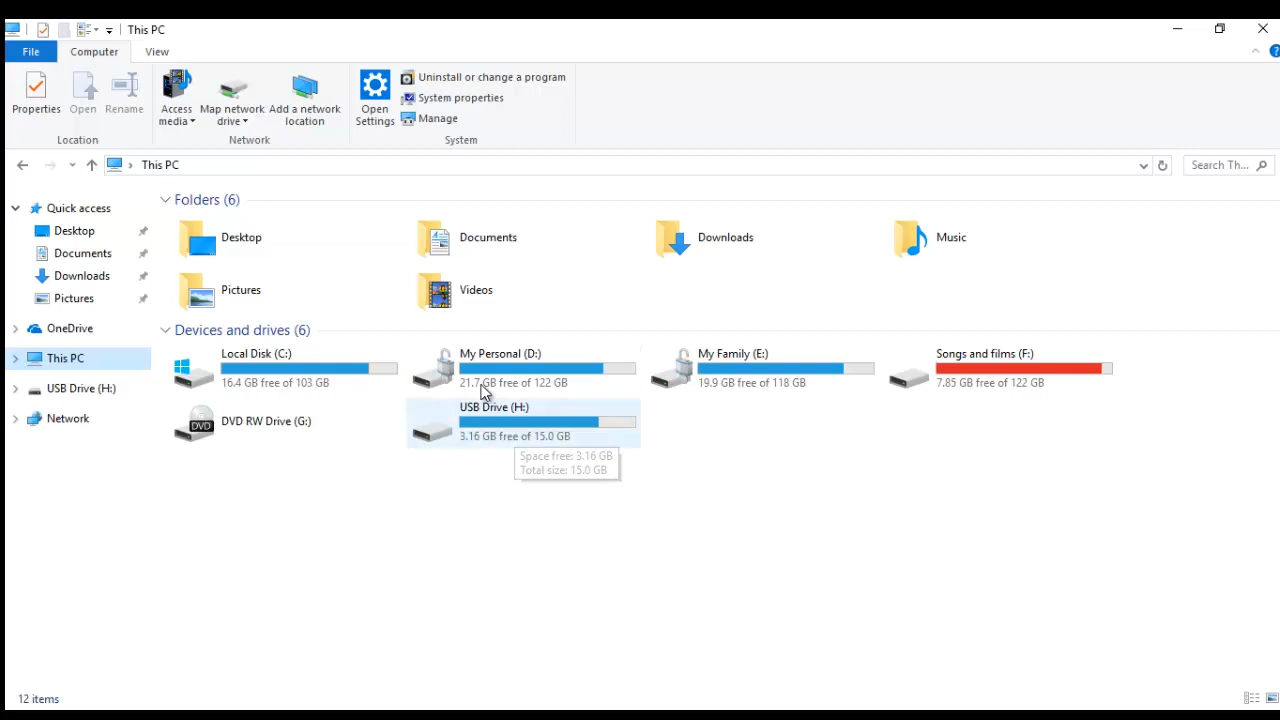 This PC
File Computer View
Properties Open Rename Access media Map network drive Add a network location Open Settings Uninstall or change a program
System properties
Manage
Location Network System
This PC Search Th...
Quick access
Desktop
Documents
Downloads
Pictures
OneDrive
This PC
USB Drive (H:)
Network
Folders (6)
Desktop Documents Downloads Music
Pictures Videos
Devices and drives (6)
Local Disk (C:) My Personal (D:) My Family (E:) Songs and films (F:)
16.4 GB free of 103 GB 21.7 GB free of 122 GB 19.9 GB free of 118 GB 7.85 GB free of 122 GB
DVD
DVD RW Drive (G:) USB Drive (H:)
3.16 GB free of 15.0 GB
Space free: 3.16 GB
Total size: 15.0 GB
12 items